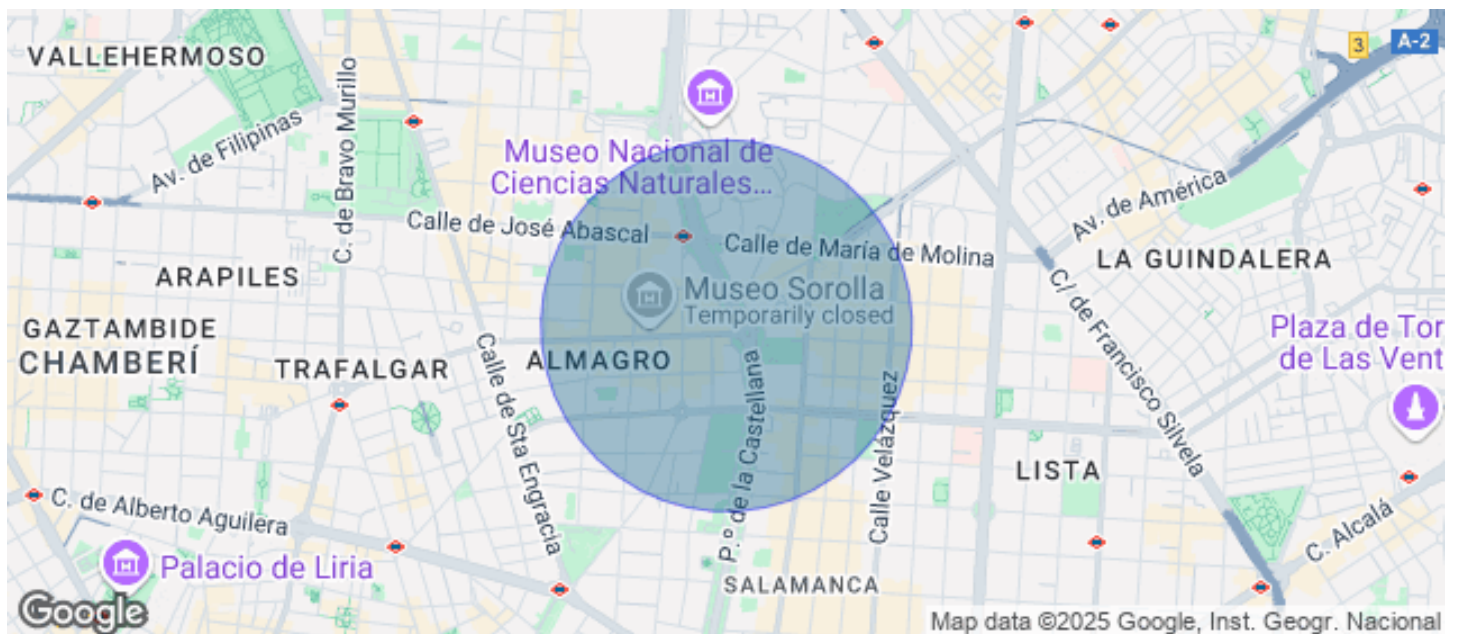 VALLEHERMOSO
3
A-2
Av. de Filipinas
C. de Bravo Murillo
Museo Nacional de
Ciencias Naturales...
Av. de América
Calle de José Abascal
Calle de María de Molina
LA GUINDALERA
ARAPILES
Museo Sorolla
Temporarily closed
GAZTAMBIDE
CHAMBERÍ
TRAFALGAR
ALMAGRO
Calle de Sta Engracia
P.º de la Castellana
Calle Velázquez
C/ de Francisco Silvela
Plaza de Tor
de Las Vent
LISTA
C. de Alberto Aguilera
C. Alcalá
Palacio de Liria
SALAMANCA
Google
Map data ©2025 Google, Inst. Geogr. Nacional